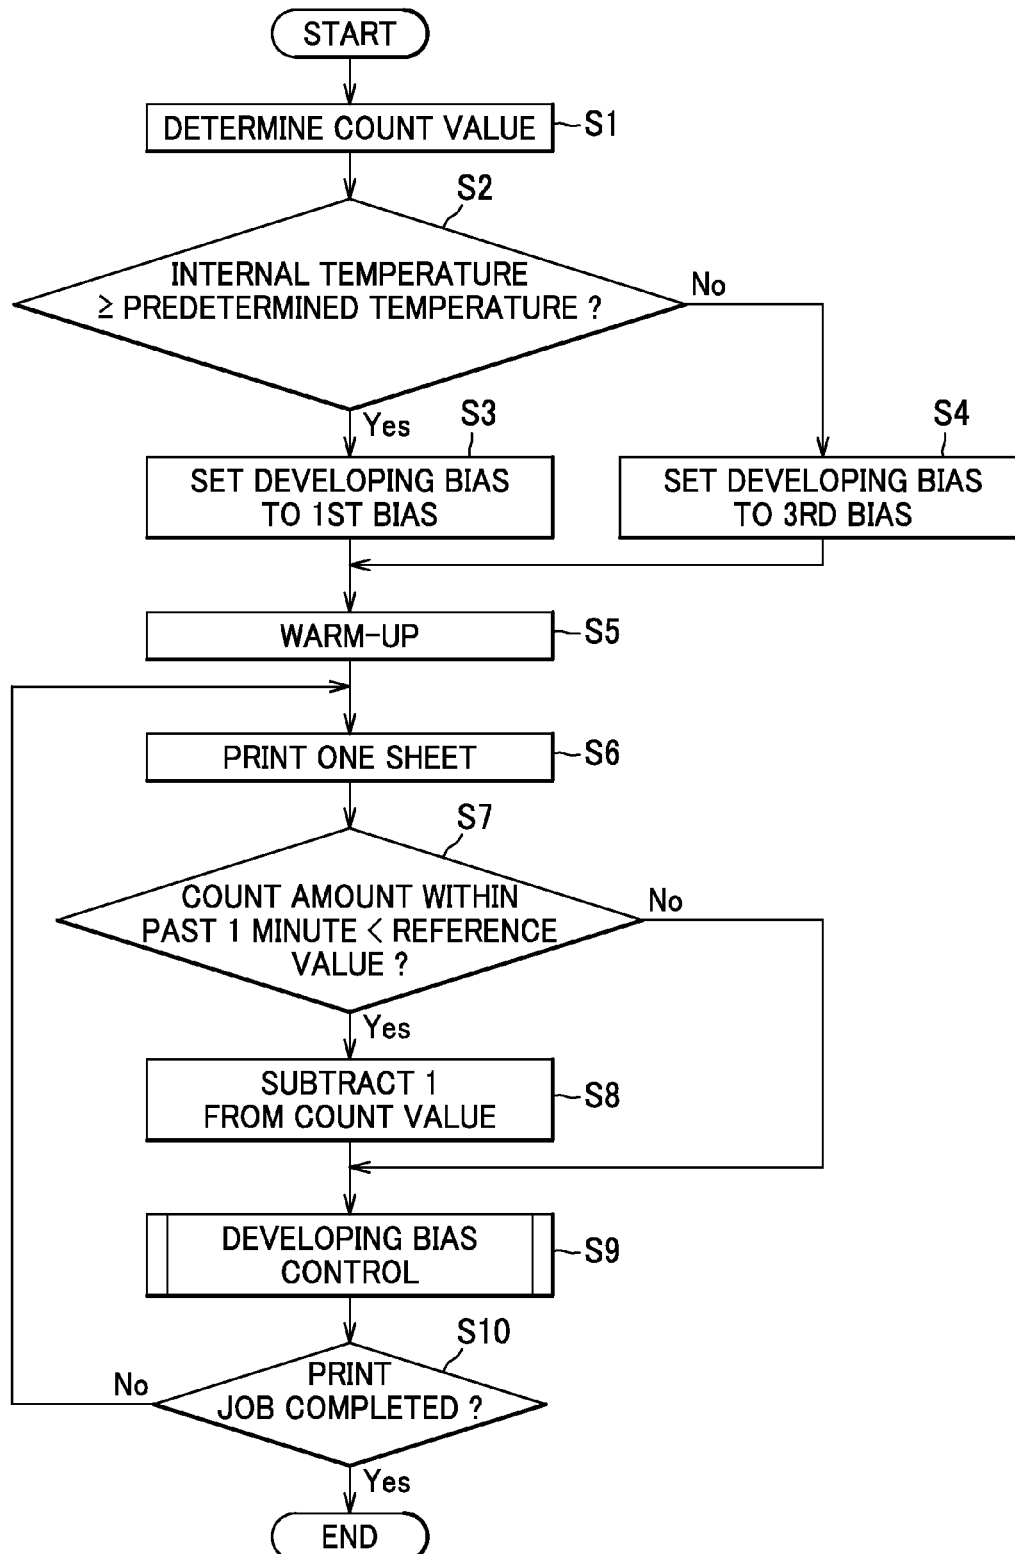 START
DETERMINE COUNT VALUE
S1
S2
INTERNAL TEMPERATURE
≥ PREDETERMINED TEMPERATURE ?
No
Yes
S3
S4
SET DEVELOPING BIAS
TO 1ST BIAS
SET DEVELOPING BIAS
TO 3RD BIAS
WARM-UP
S5
PRINT ONE SHEET
S6
S7
COUNT AMOUNT WITHIN
PAST 1 MINUTE < REFERENCE
VALUE ?
No
Yes
SUBTRACT 1
FROM COUNT VALUE
S8
DEVELOPING BIAS
CONTROL
S9
S10
PRINT
JOB COMPLETED ?
No
Yes
END